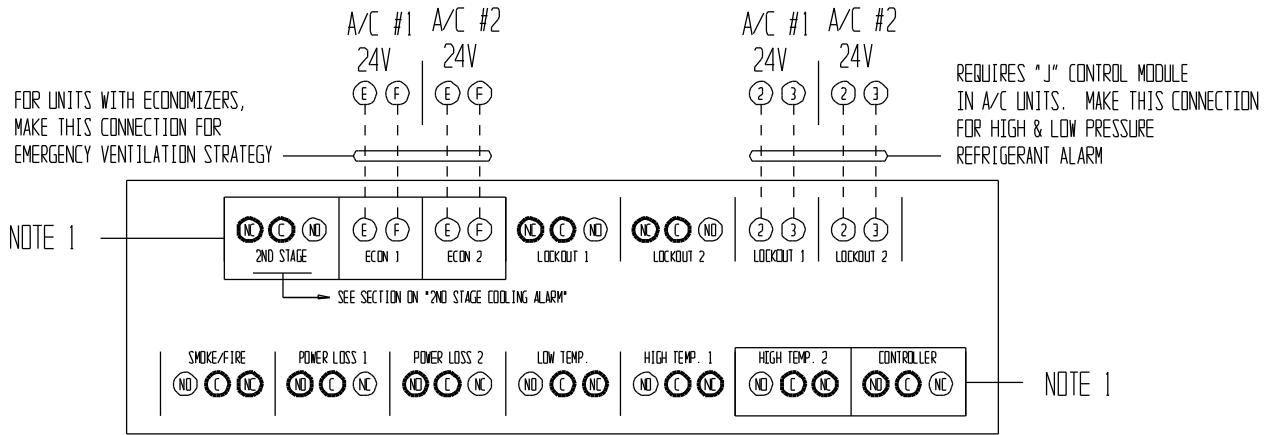 A/C #1 A/C #2 A/C #1 A/C #2
24V 24V 24V 24V
E F E F 2 3 2 3
FOR UNITS WITH ECONOMIZERS,
MAKE THIS CONNECTION FOR
EMERGENCY VENTILATION STRATEGY
REQUIRES "J" CONTROL MODULE
IN A/C UNITS. MAKE THIS CONNECTION
FOR HIGH & LOW PRESSURE
REFRIGERANT ALARM
NOTE 1
NC C NO E F E F NC C NO NC C NO 2 3 2 3
2ND STAGE ECON 1 ECON 2 LOCKOUT 1 LOCKOUT 2 LOCKOUT 1 LOCKOUT 2
SEE SECTION ON "2ND STAGE COOLING ALARM"
SMOKE/FIRE POWER LOSS 1 POWER LOSS 2 LOW TEMP. HIGH TEMP. 1 HIGH TEMP. 2 CONTROLLER
NO C NC NO C NC NO C NC NO C NC NO C NC NO C NC NO C NC
NOTE 1